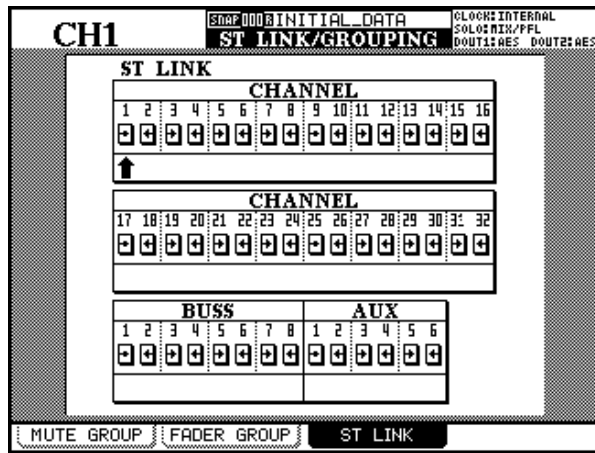 CH1
SNAP 000 R INITIAL_DATA
ST LINK/GROUPING
CLOCK:INTERNAL
SOLO:MIX/PFL
DOUT1:AES DOUT2:AES
ST LINK
CHANNEL
1 2 3 4 5 6 7 8 9 10 11 12 13 14 15 16
CHANNEL
17 18 19 20 21 22 23 24 25 26 27 28 29 30 31 32
BUSS AUX
1 2 3 4 5 6 7 8 1 2 3 4 5 6
MUTE GROUP FADER GROUP ST LINK